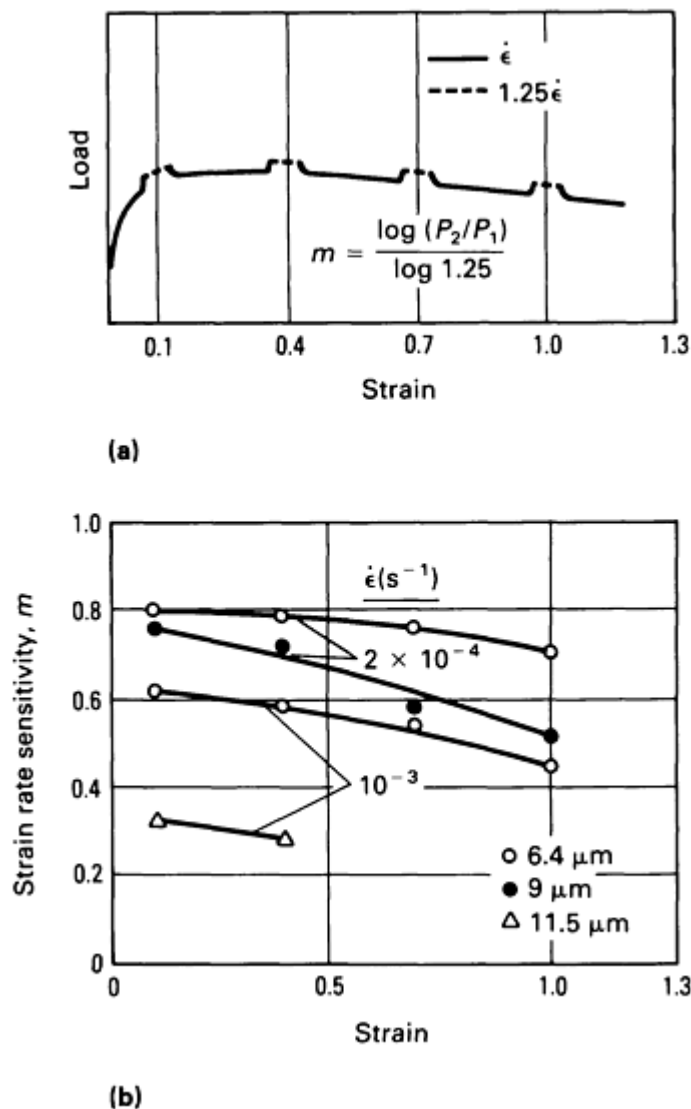 Load
ε̇
1.25ε̇
m = log (P₂/P₁) / log 1.25
0.1 0.4 0.7 1.0 1.3
Strain
(a)
Strain rate sensitivity, m
1.0
0.8
0.6
0.4
0.2
0
ε̇(s⁻¹)
2 × 10⁻⁴
10⁻³
6.4 μm
9 μm
11.5 μm
0 0.5 1.0 1.3
Strain
(b)